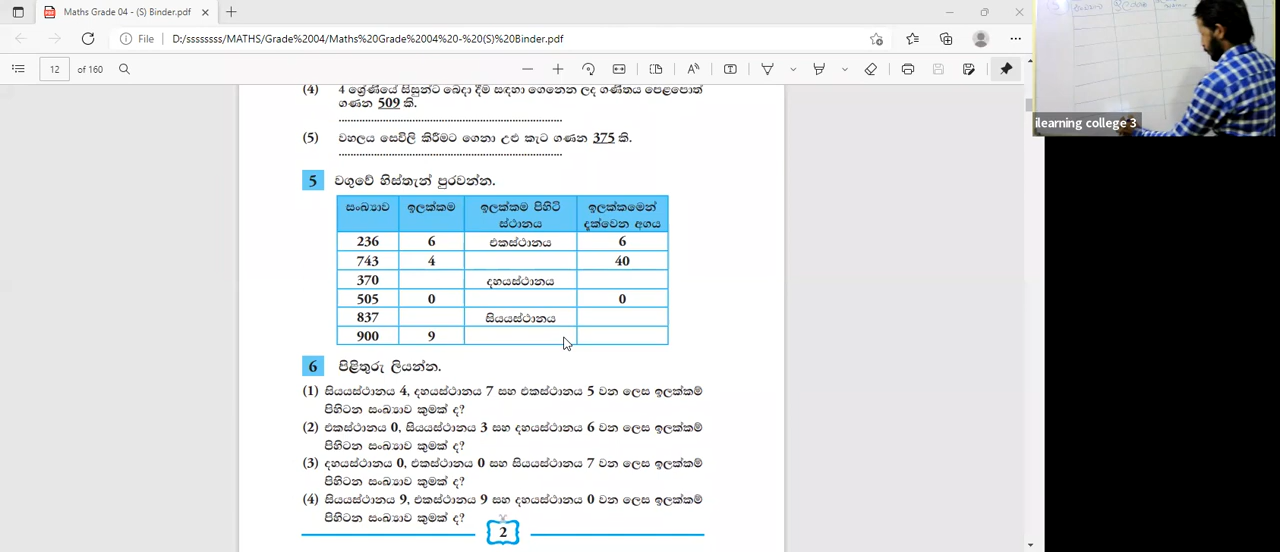 Maths Grade 04 - (S) Binder.pdf
File D:/ssssssss/MATHS/Grade%2004/Maths%20Grade%2004%20-%20(S)%20Binder.pdf
12 of 160
(4) 4 ශ්‍රේණියේ සිසුන්ට බෙදා දීම සඳහා ගෙනෙන ලද ගණිතය පෙළපොත්
ගණන 509 කි.
(5) වහලය සෙවිලි කිරීමට ගෙනා උළු කැට ගණන 375 කි.
5 වගුවේ හිස්තැන් පුරවන්න.
සංඛ්‍යාව ඉලක්කම ඉලක්කම පිහිටි ස්ථානය ඉලක්කමෙන් දැක්වෙන අගය
236 6 එකස්ථානය 6
743 4 40
370 දහයස්ථානය
505 0 0
837 සියයස්ථානය
900 9
6 පිළිතුරු ලියන්න.
(1) සියයස්ථානය 4, දහයස්ථානය 7 සහ එකස්ථානය 5 වන ලෙස ඉලක්කම්
පිහිටන සංඛ්‍යාව කුමක් ද?
(2) එකස්ථානය 0, සියයස්ථානය 3 සහ දහයස්ථානය 6 වන ලෙස ඉලක්කම්
පිහිටන සංඛ්‍යාව කුමක් ද?
(3) දහයස්ථානය 0, එකස්ථානය 0 සහ සියයස්ථානය 7 වන ලෙස ඉලක්කම්
පිහිටන සංඛ්‍යාව කුමක් ද?
(4) සියයස්ථානය 9, එකස්ථානය 9 සහ දහයස්ථානය 0 වන ලෙස ඉලක්කම්
පිහිටන සංඛ්‍යාව කුමක් ද?
2
ilearning college 3